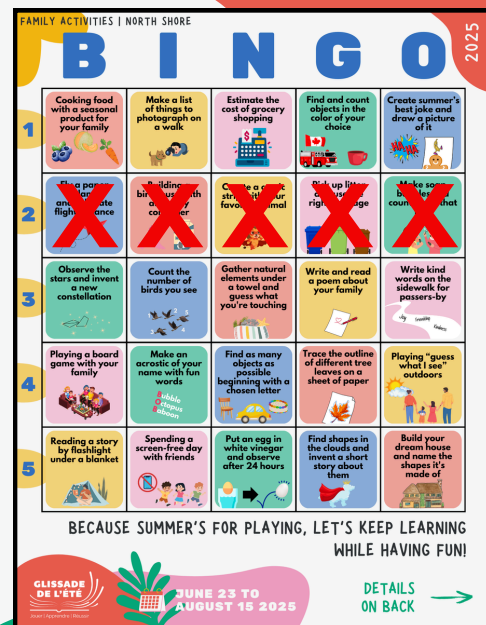 FAMILY ACTIVITIES | NORTH SHORE
2025
BINGO
1
Cooking food
with a seasonal
product for
your family
Make a list
of things to
photograph on
a walk
Estimate the
cost of grocery
shopping
Find and count
objects in the
color of your
choice
Create summer's
best joke and
draw a picture
of it
2
3
Observe the
stars and invent
a new
constellation
Count the
number of
birds you see
Gather natural
elements under
a towel and
guess what
you're touching
Write and read
a poem about
your family
Write kind
words on the
sidewalk for
passers-by
Joy
4
Playing a board
game with your
family
Make an
acrostic of your
name with fun
words
Bubble
Octopus
Baboon
Find as many
objects as
possible
beginning with a
chosen letter
Trace the outline
of different tree
leaves on a
sheet of paper
Playing "guess
what I see"
outdoors
5
Reading a story
by flashlight
under a blanket
Spending a
screen-free day
with friends
Put an egg in
white vinegar
and observe
after 24 hours
Find shapes in
the clouds and
invent a short
story about
them
Build your
dream house
and name the
shapes it's
made of
BECAUSE SUMMER'S FOR PLAYING, LET'S KEEP LEARNING
WHILE HAVING FUN!
GLISSADE
DE L'ÉTÉ
Jouer | Apprendre | Réussir
JUNE 23 TO
AUGUST 15 2025
DETAILS
ON BACK